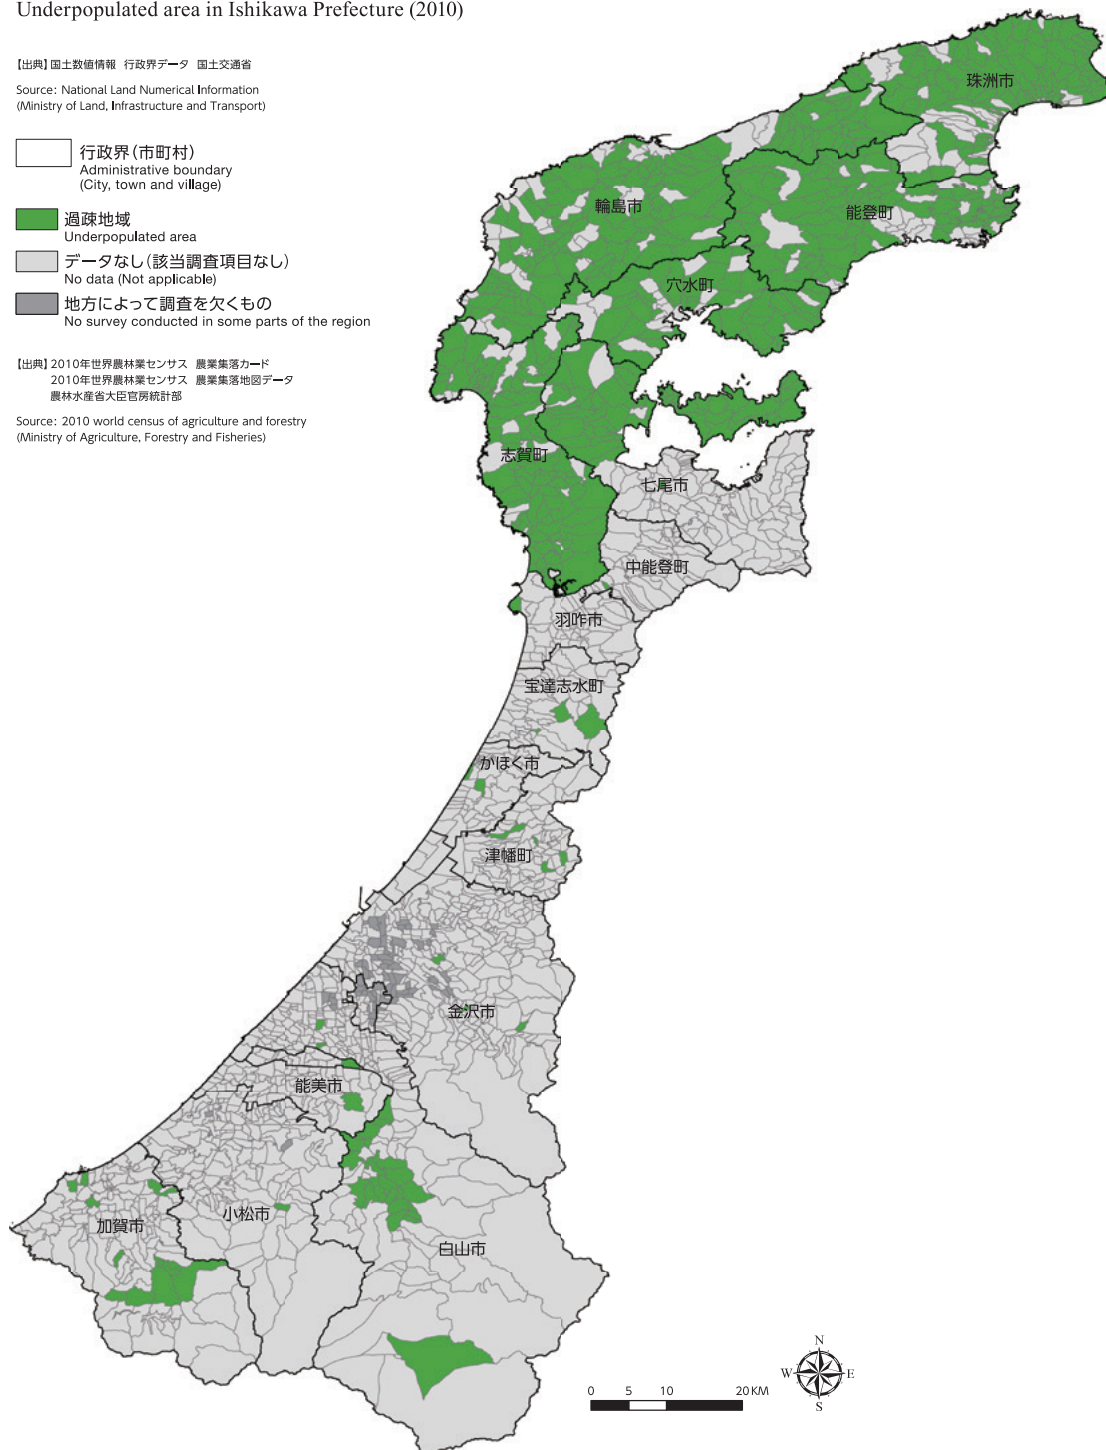 Underpopulated area in Ishikawa Prefecture (2010)
【出典】国土数値情報 行政界データ 国土交通省
Source: National Land Numerical Information
(Ministry of Land, Infrastructure and Transport)
行政界(市町村)
Administrative boundary
(City, town and village)
過疎地域
Underpopulated area
データなし(該当調査項目なし)
No data (Not applicable)
地方によって調査を欠くもの
No survey conducted in some parts of the region
【出典】2010年世界農林業センサス 農業集落カード
2010年世界農林業センサス 農業集落地図データ
農林水産省大臣官房統計部
Source: 2010 world census of agriculture and forestry
(Ministry of Agriculture, Forestry and Fisheries)
珠洲市
輪島市
能登町
穴水町
志賀町
七尾市
中能登町
羽咋市
宝達志水町
かほく市
津幡町
金沢市
能美市
小松市
加賀市
白山市
N
W E
S
0 5 10 20KM